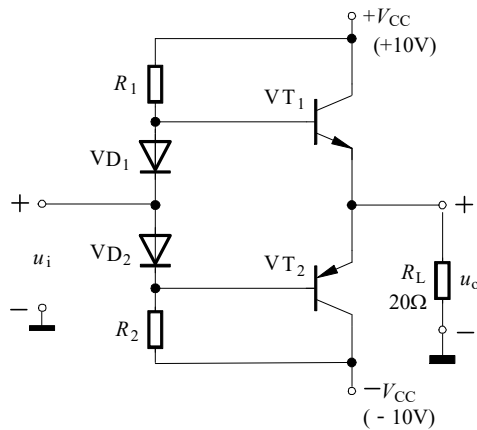 +V_CC
(+10V)
R_1
VT_1
VD_1
+
+
VD_2
u_i
VT_2
R_L
u_o
20Ω
−
−
R_2
−V_CC
( - 10V)